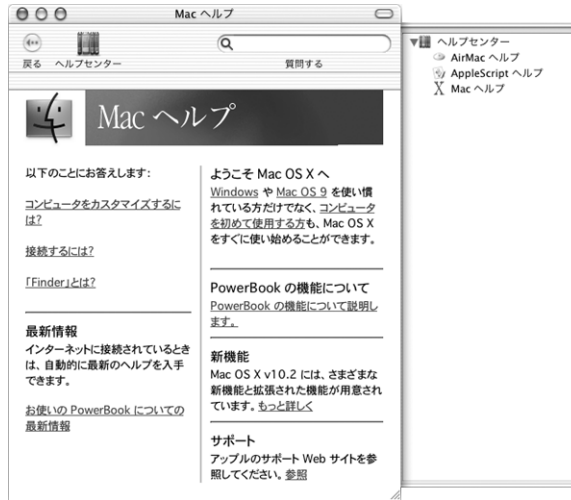 Mac ヘルプ
戻る ヘルプセンター
質問する
Mac ヘルプ
以下のことにお答えします:
コンピュータをカスタマイズするに
は?
接続するには?
「Finder」とは?
最新情報
インターネットに接続されているとき
は、自動的に最新のヘルプを入手
できます。
お使いの PowerBook についての
最新情報
ようこそ Mac OS X へ
Windows や Mac OS 9 を使い慣
れている方だけでなく、コンピュータ
を初めて使用する方も、Mac OS X
をすぐに使い始めることができます。
PowerBook の機能について
PowerBook の機能について説明し
ます。
新機能
Mac OS X v10.2 には、さまざまな
新機能と拡張された機能が用意され
ています。もっと詳しく
サポート
アップルのサポート Web サイトを参
照してください。参照
ヘルプセンター
AirMac ヘルプ
AppleScript ヘルプ
Mac ヘルプ